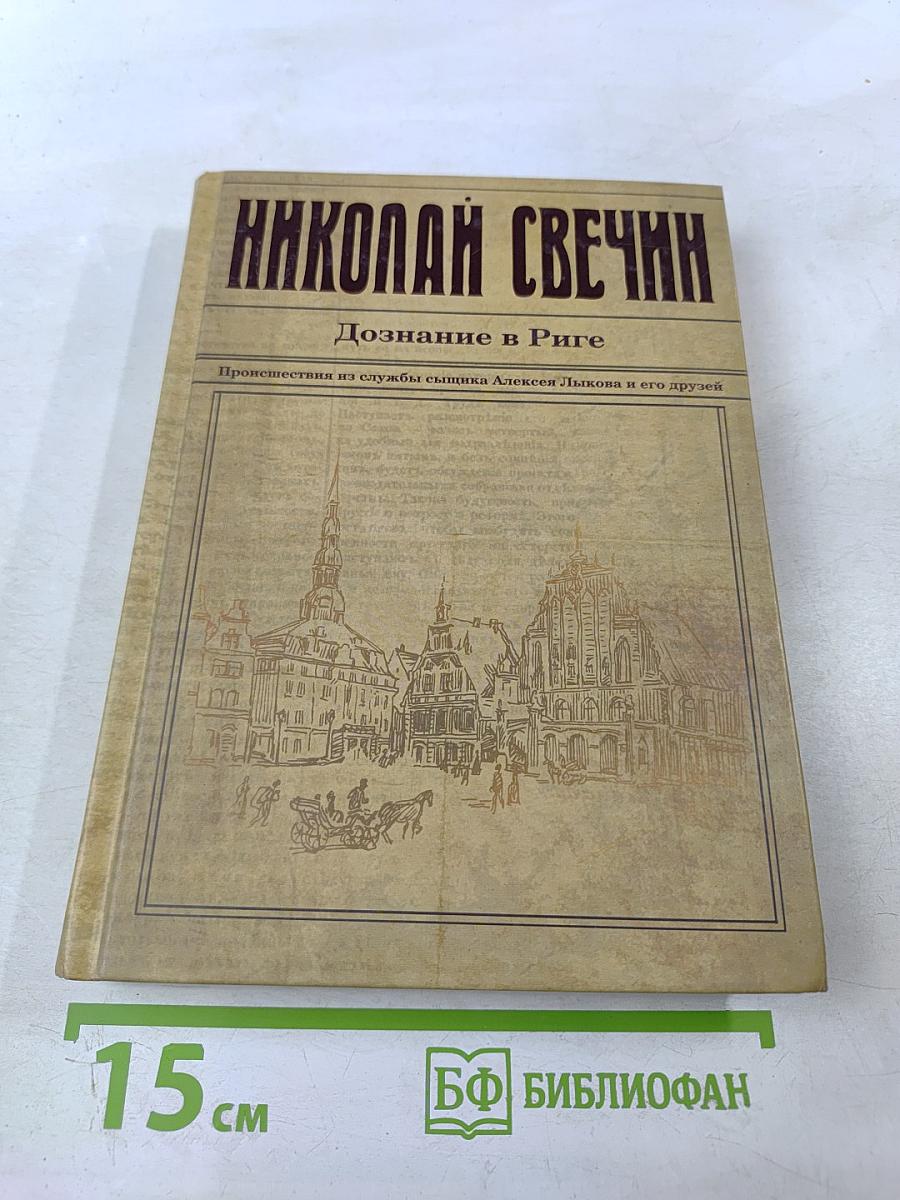 НИКОЛАЙ СВЕЧИН
Дознание в Риге
Происшествия из службы сыщика Алексея Лыкова и его друзей
15 см
БФ БИБЛИОФАН